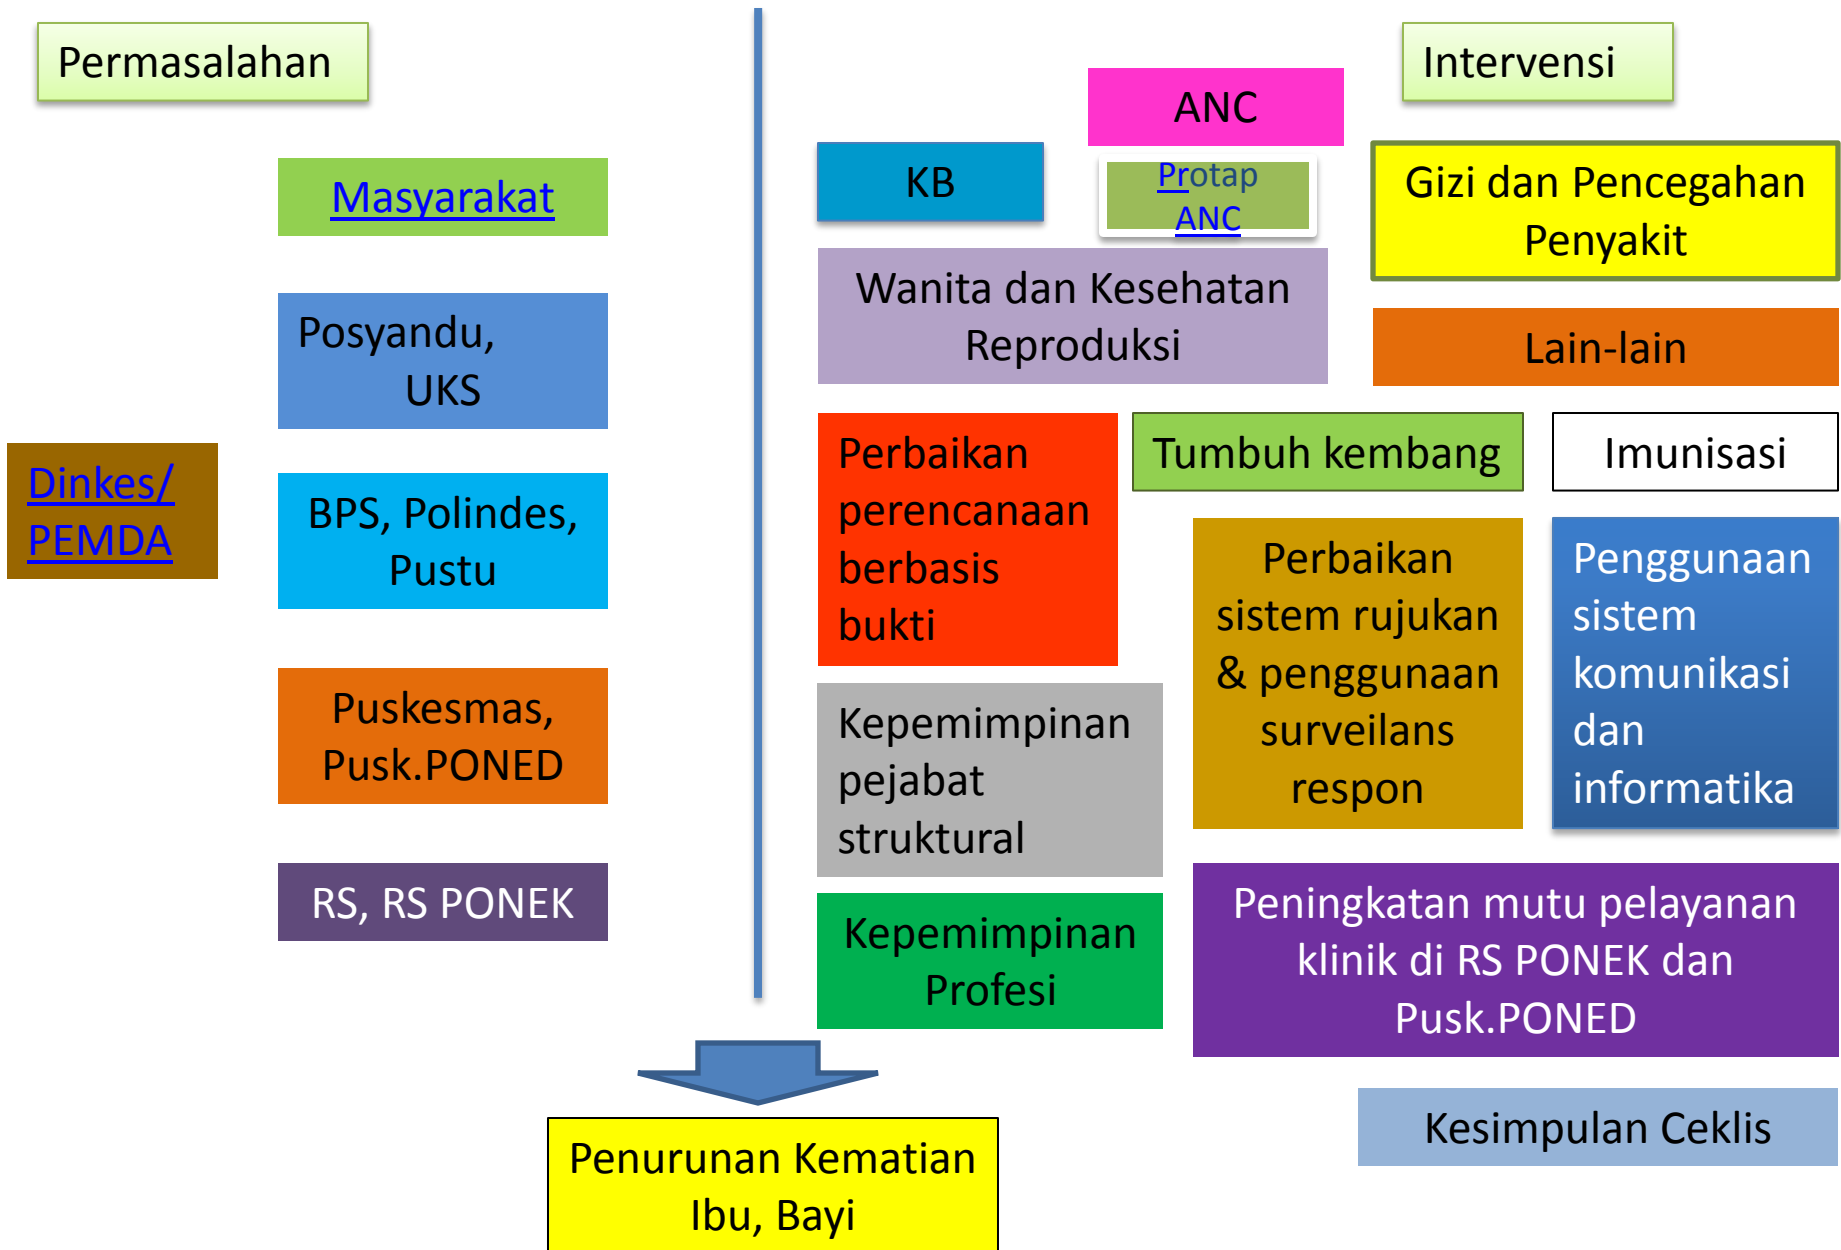 Permasalahan
Masyarakat
Posyandu,
UKS
Dinkes/
PEMDA
BPS, Polindes,
Pustu
Puskesmas,
Pusk.PONED
RS, RS PONEK
Intervensi
ANC
KB
Protap
ANC
Gizi dan Pencegahan
Penyakit
Wanita dan Kesehatan
Reproduksi
Lain-lain
Perbaikan
perencanaan
berbasis
bukti
Tumbuh kembang
Imunisasi
Perbaikan
sistem rujukan
& penggunaan
surveilans
respon
Penggunaan
sistem
komunikasi
dan
informatika
Kepemimpinan
pejabat
struktural
Kepemimpinan
Profesi
Peningkatan mutu pelayanan
klinik di RS PONEK dan
Pusk.PONED
Kesimpulan Ceklis
Penurunan Kematian
Ibu, Bayi